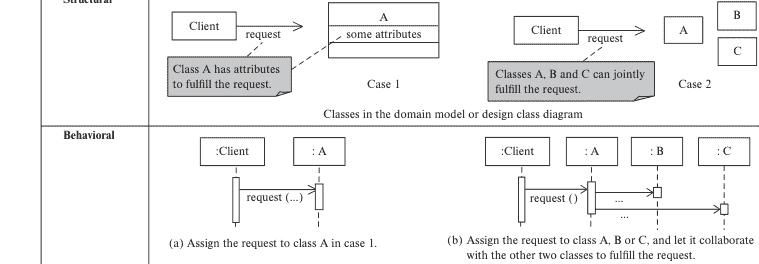 Structural
Client
request
A
some attributes
Class A has attributes
to fulfill the request.
Case 1
Client
request
A
B
C
Classes A, B and C can jointly
fulfill the request.
Case 2
Classes in the domain model or design class diagram
Behavioral
:Client
: A
request (...)
(a) Assign the request to class A in case 1.
:Client
: A
: B
: C
request ()
...
...
(b) Assign the request to class A, B or C, and let it collaborate
with the other two classes to fulfill the request.